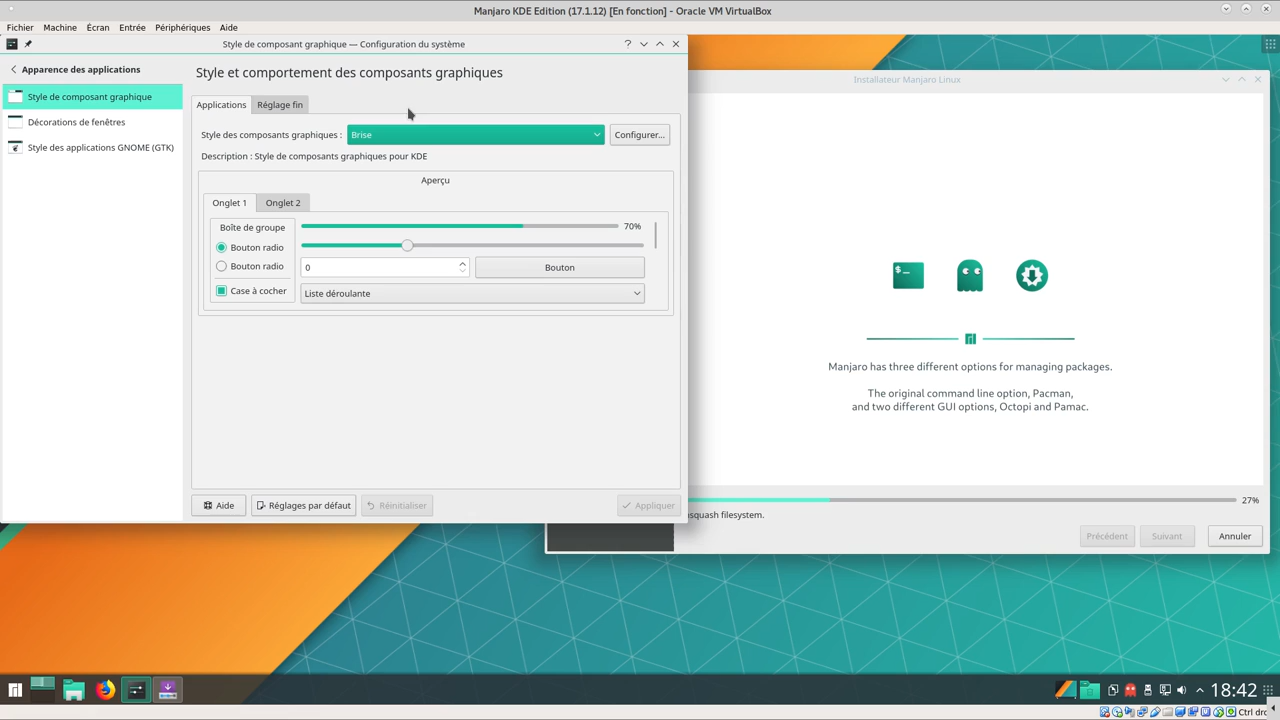 Manjaro KDE Edition (17.1.12) [En fonction] - Oracle VM VirtualBox
Fichier Machine Écran Entrée Périphériques Aide
Style de composant graphique — Configuration du système
?
Apparence des applications
Style de composant graphique
Décorations de fenêtres
Style des applications GNOME (GTK)
Style et comportement des composants graphiques
Applications Réglage fin
Style des composants graphiques : Brise Configurer...
Description : Style de composants graphiques pour KDE
Aperçu
Onglet 1 Onglet 2
Boîte de groupe 70%
Bouton radio
Bouton radio 0 Bouton
Case à cocher Liste déroulante
Aide Réglages par défaut Réinitialiser Appliquer
Installateur Manjaro Linux
$_
Manjaro has three different options for managing packages.
The original command line option, Pacman,
and two different GUI options, Octopi and Pamac.
27%
squash filesystem.
Précédent Suivant Annuler
18:42
Ctrl